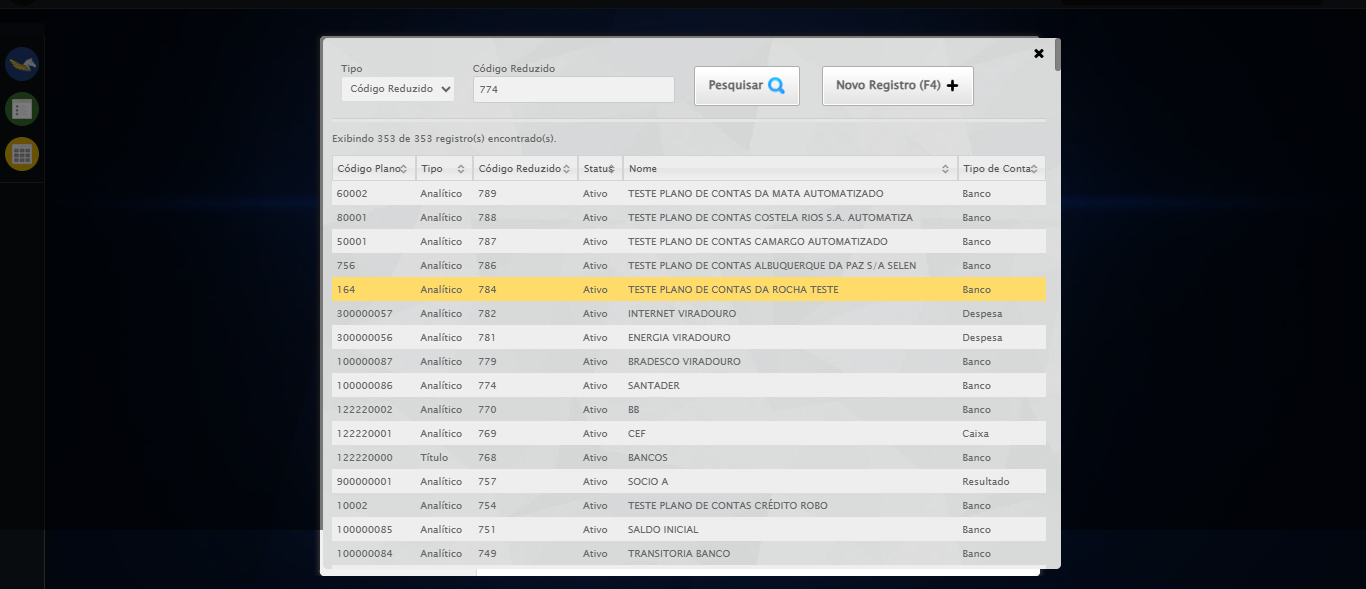 Tipo
Código Reduzido
Código Reduzido
774
Pesquisar
Novo Registro (F4)
Exibindo 353 de 353 registro(s) encontrado(s).
Código Plano Tipo Código Reduzido Status Nome Tipo de Conta
60002 Analítico 789 Ativo TESTE PLANO DE CONTAS DA MATA AUTOMATIZADO Banco
80001 Analítico 788 Ativo TESTE PLANO DE CONTAS COSTELA RIOS S.A. AUTOMATIZA Banco
50001 Analítico 787 Ativo TESTE PLANO DE CONTAS CAMARGO AUTOMATIZADO Banco
756 Analítico 786 Ativo TESTE PLANO DE CONTAS ALBUQUERQUE DA PAZ S/A SELEN Banco
164 Analítico 784 Ativo TESTE PLANO DE CONTAS DA ROCHA TESTE Banco
300000057 Analítico 782 Ativo INTERNET VIRADOURO Despesa
300000056 Analítico 781 Ativo ENERGIA VIRADOURO Despesa
100000087 Analítico 779 Ativo BRADESCO VIRADOURO Banco
100000086 Analítico 774 Ativo SANTADER Banco
122220002 Analítico 770 Ativo BB Banco
122220001 Analítico 769 Ativo CEF Caixa
122220000 Título 768 Ativo BANCOS Banco
900000001 Analítico 757 Ativo SOCIO A Resultado
10002 Analítico 754 Ativo TESTE PLANO DE CONTAS CRÉDITO ROBO Banco
100000085 Analítico 751 Ativo SALDO INICIAL Banco
100000084 Analítico 749 Ativo TRANSITORIA BANCO Banco